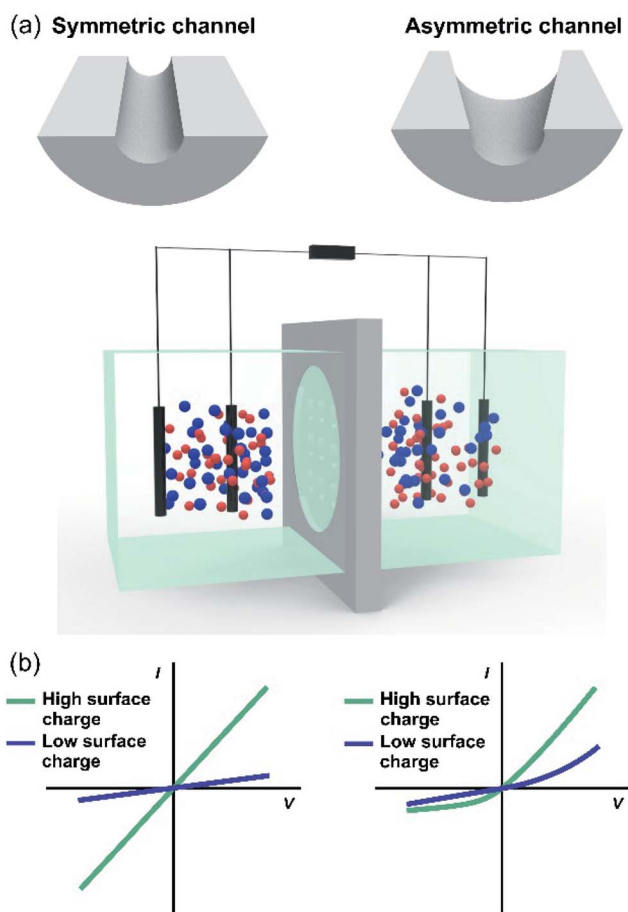 (a) Symmetric channel
Asymmetric channel
(b)
I
High surface
charge
Low surface
charge
V
I
High surface
charge
Low surface
charge
V